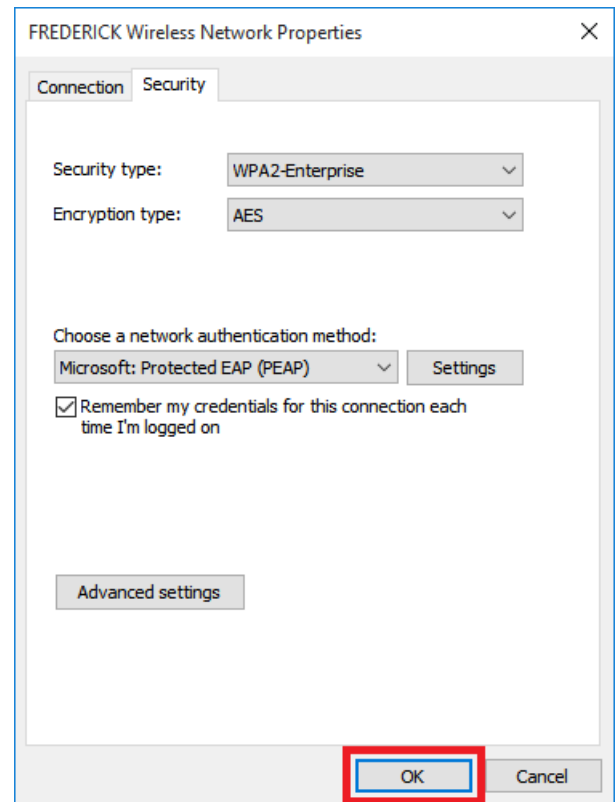 FREDERICK Wireless Network Properties
Connection Security
Security type: WPA2-Enterprise
Encryption type: AES
Choose a network authentication method:
Microsoft: Protected EAP (PEAP) Settings
Remember my credentials for this connection each
time I'm logged on
Advanced settings
OK Cancel